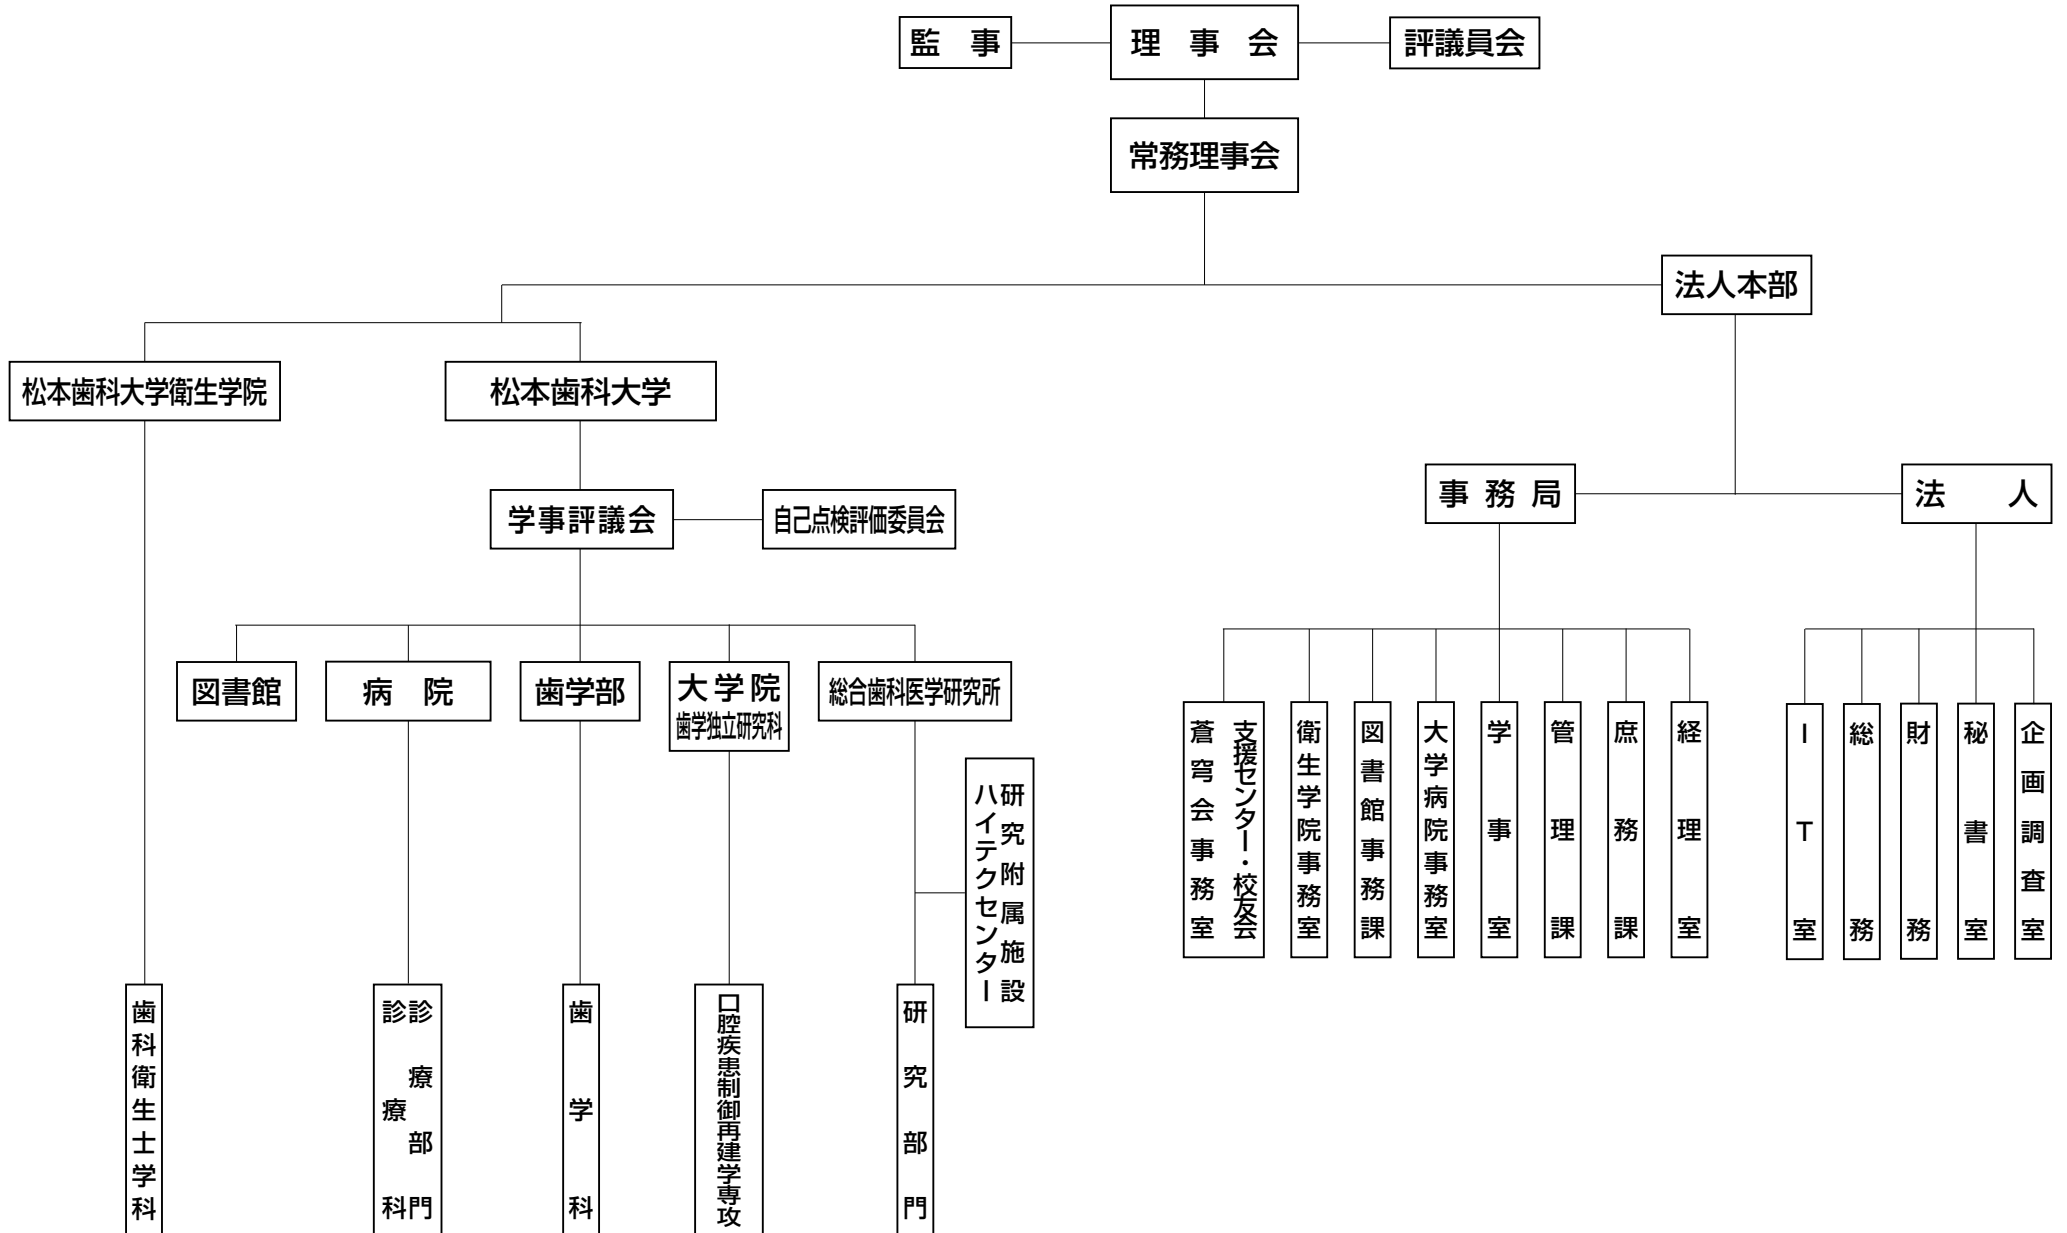 監　事
理　事　会
評議員会
常務理事会
法人本部
松本歯科大学衛生学院
松本歯科大学
事 務 局
法　　人
学事評議会
自己点検評価委員会
図書館
病　院
歯学部
大 学 院
歯学独立研究科
総合歯科医学研究所
研究附属施設
ハイテクセンター
支援センター・校友会
蒼穹会事務室
衛生学院事務室
図書館事務課
大学病院事務室
学事室
管理課
庶務課
経理室
IT室
総務
財務
秘書室
企画調査室
歯科衛生士学科
診療部門
診療科
歯学科
口腔疾患制御再建学専攻
研究部門